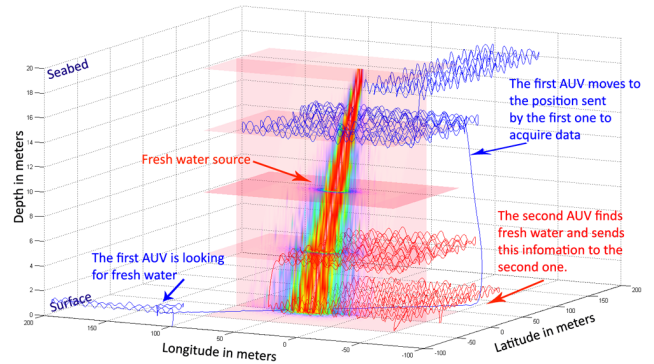 20
Seabed
18
16
14
12
10
8
6
4
2
0
Depth in meters
The first AUV moves to
the position sent
by the first one to
acquire data
Fresh water source
The second AUV finds
fresh water and sends
this infomation to the
second one.
The first AUV is looking
for fresh water
Surface
200
150
100
50
0
-50
-100
Longitude in meters
-100
-50
0
50
100
150
200
Latitude in meters